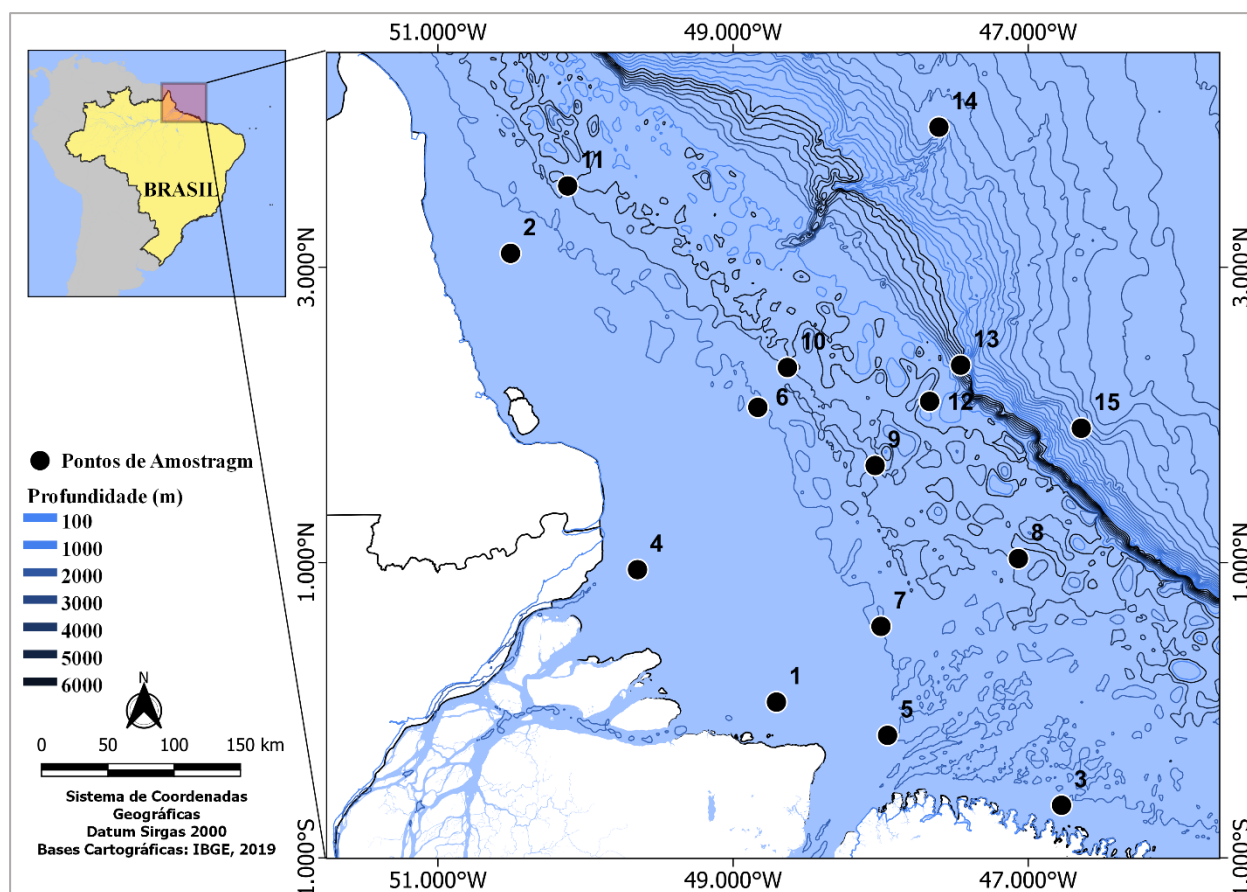 51.000°W 49.000°W 47.000°W
BRASIL
14
11
2
3.000°N 3.000°N
10
13
6
12
15
9
Pontos de Amostragm
Profundidade (m)
100
1000
2000
3000
4000
5000
6000
8
4
1.000°N 1.000°N
7
1
5
N
0 50 100 150 km
3
Sistema de Coordenadas
Geográficas
Datum Sirgas 2000
Bases Cartográficas: IBGE, 2019
1.000°S 1.000°S
51.000°W 49.000°W 47.000°W